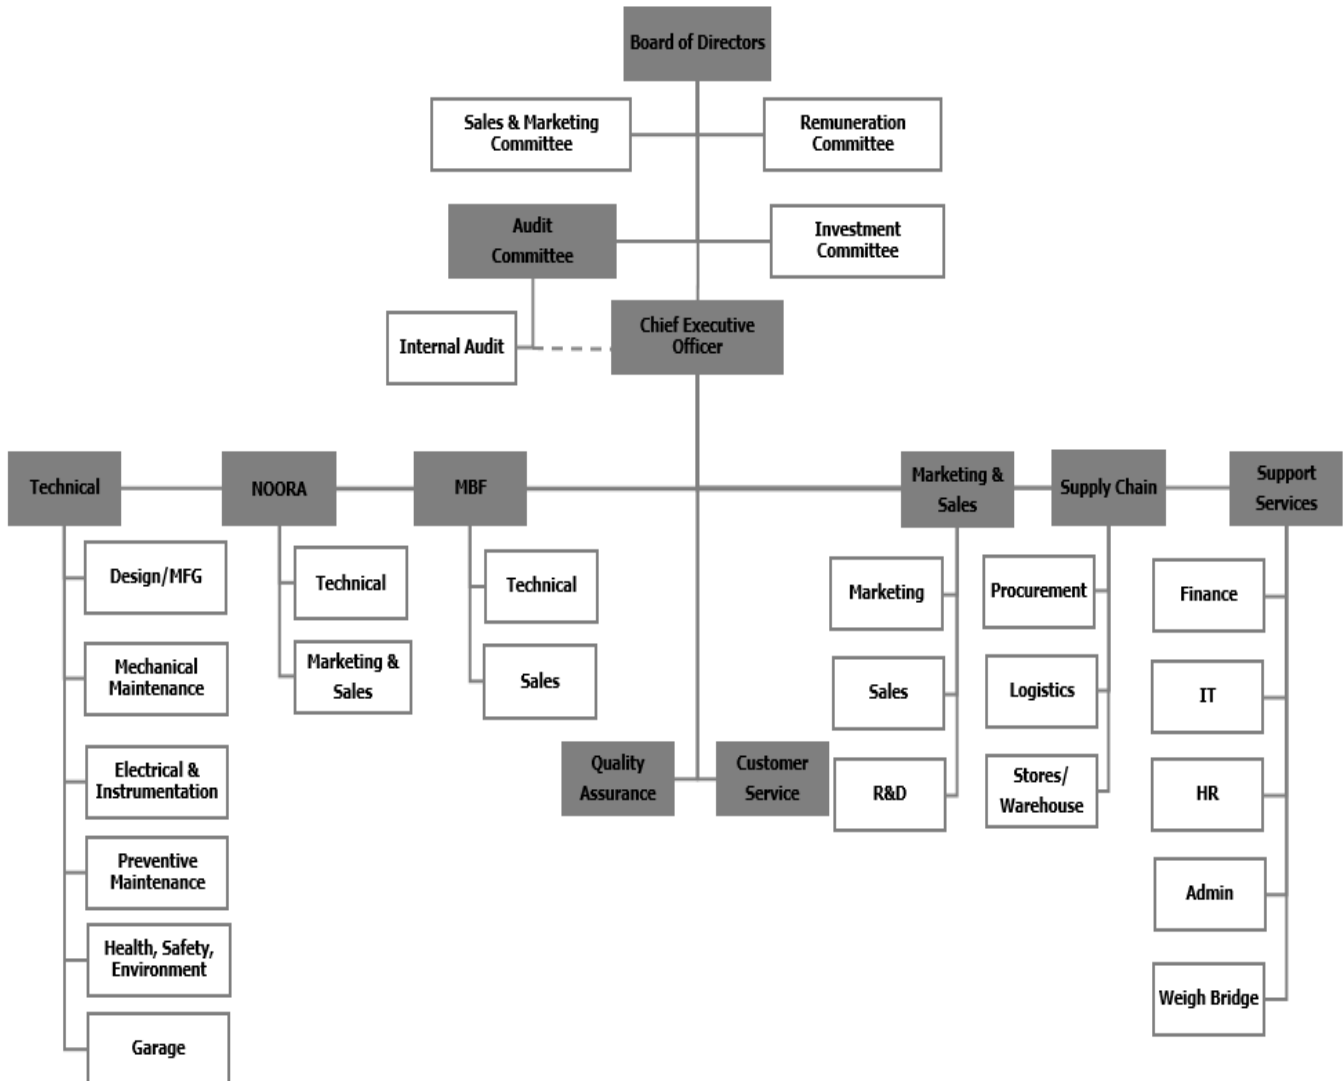 Board of Directors
Sales & Marketing
Committee
Remuneration
Committee
Audit
Committee
Investment
Committee
Internal Audit
Chief Executive
Officer
Technical
NOORA
MBF
Marketing &
Sales
Supply Chain
Support
Services
Design/MFG
Mechanical
Maintenance
Electrical &
Instrumentation
Preventive
Maintenance
Health, Safety,
Environment
Garage
Technical
Marketing &
Sales
Technical
Sales
Quality
Assurance
Customer
Service
Marketing
Sales
R&D
Procurement
Logistics
Stores/
Warehouse
Finance
IT
HR
Admin
Weigh Bridge